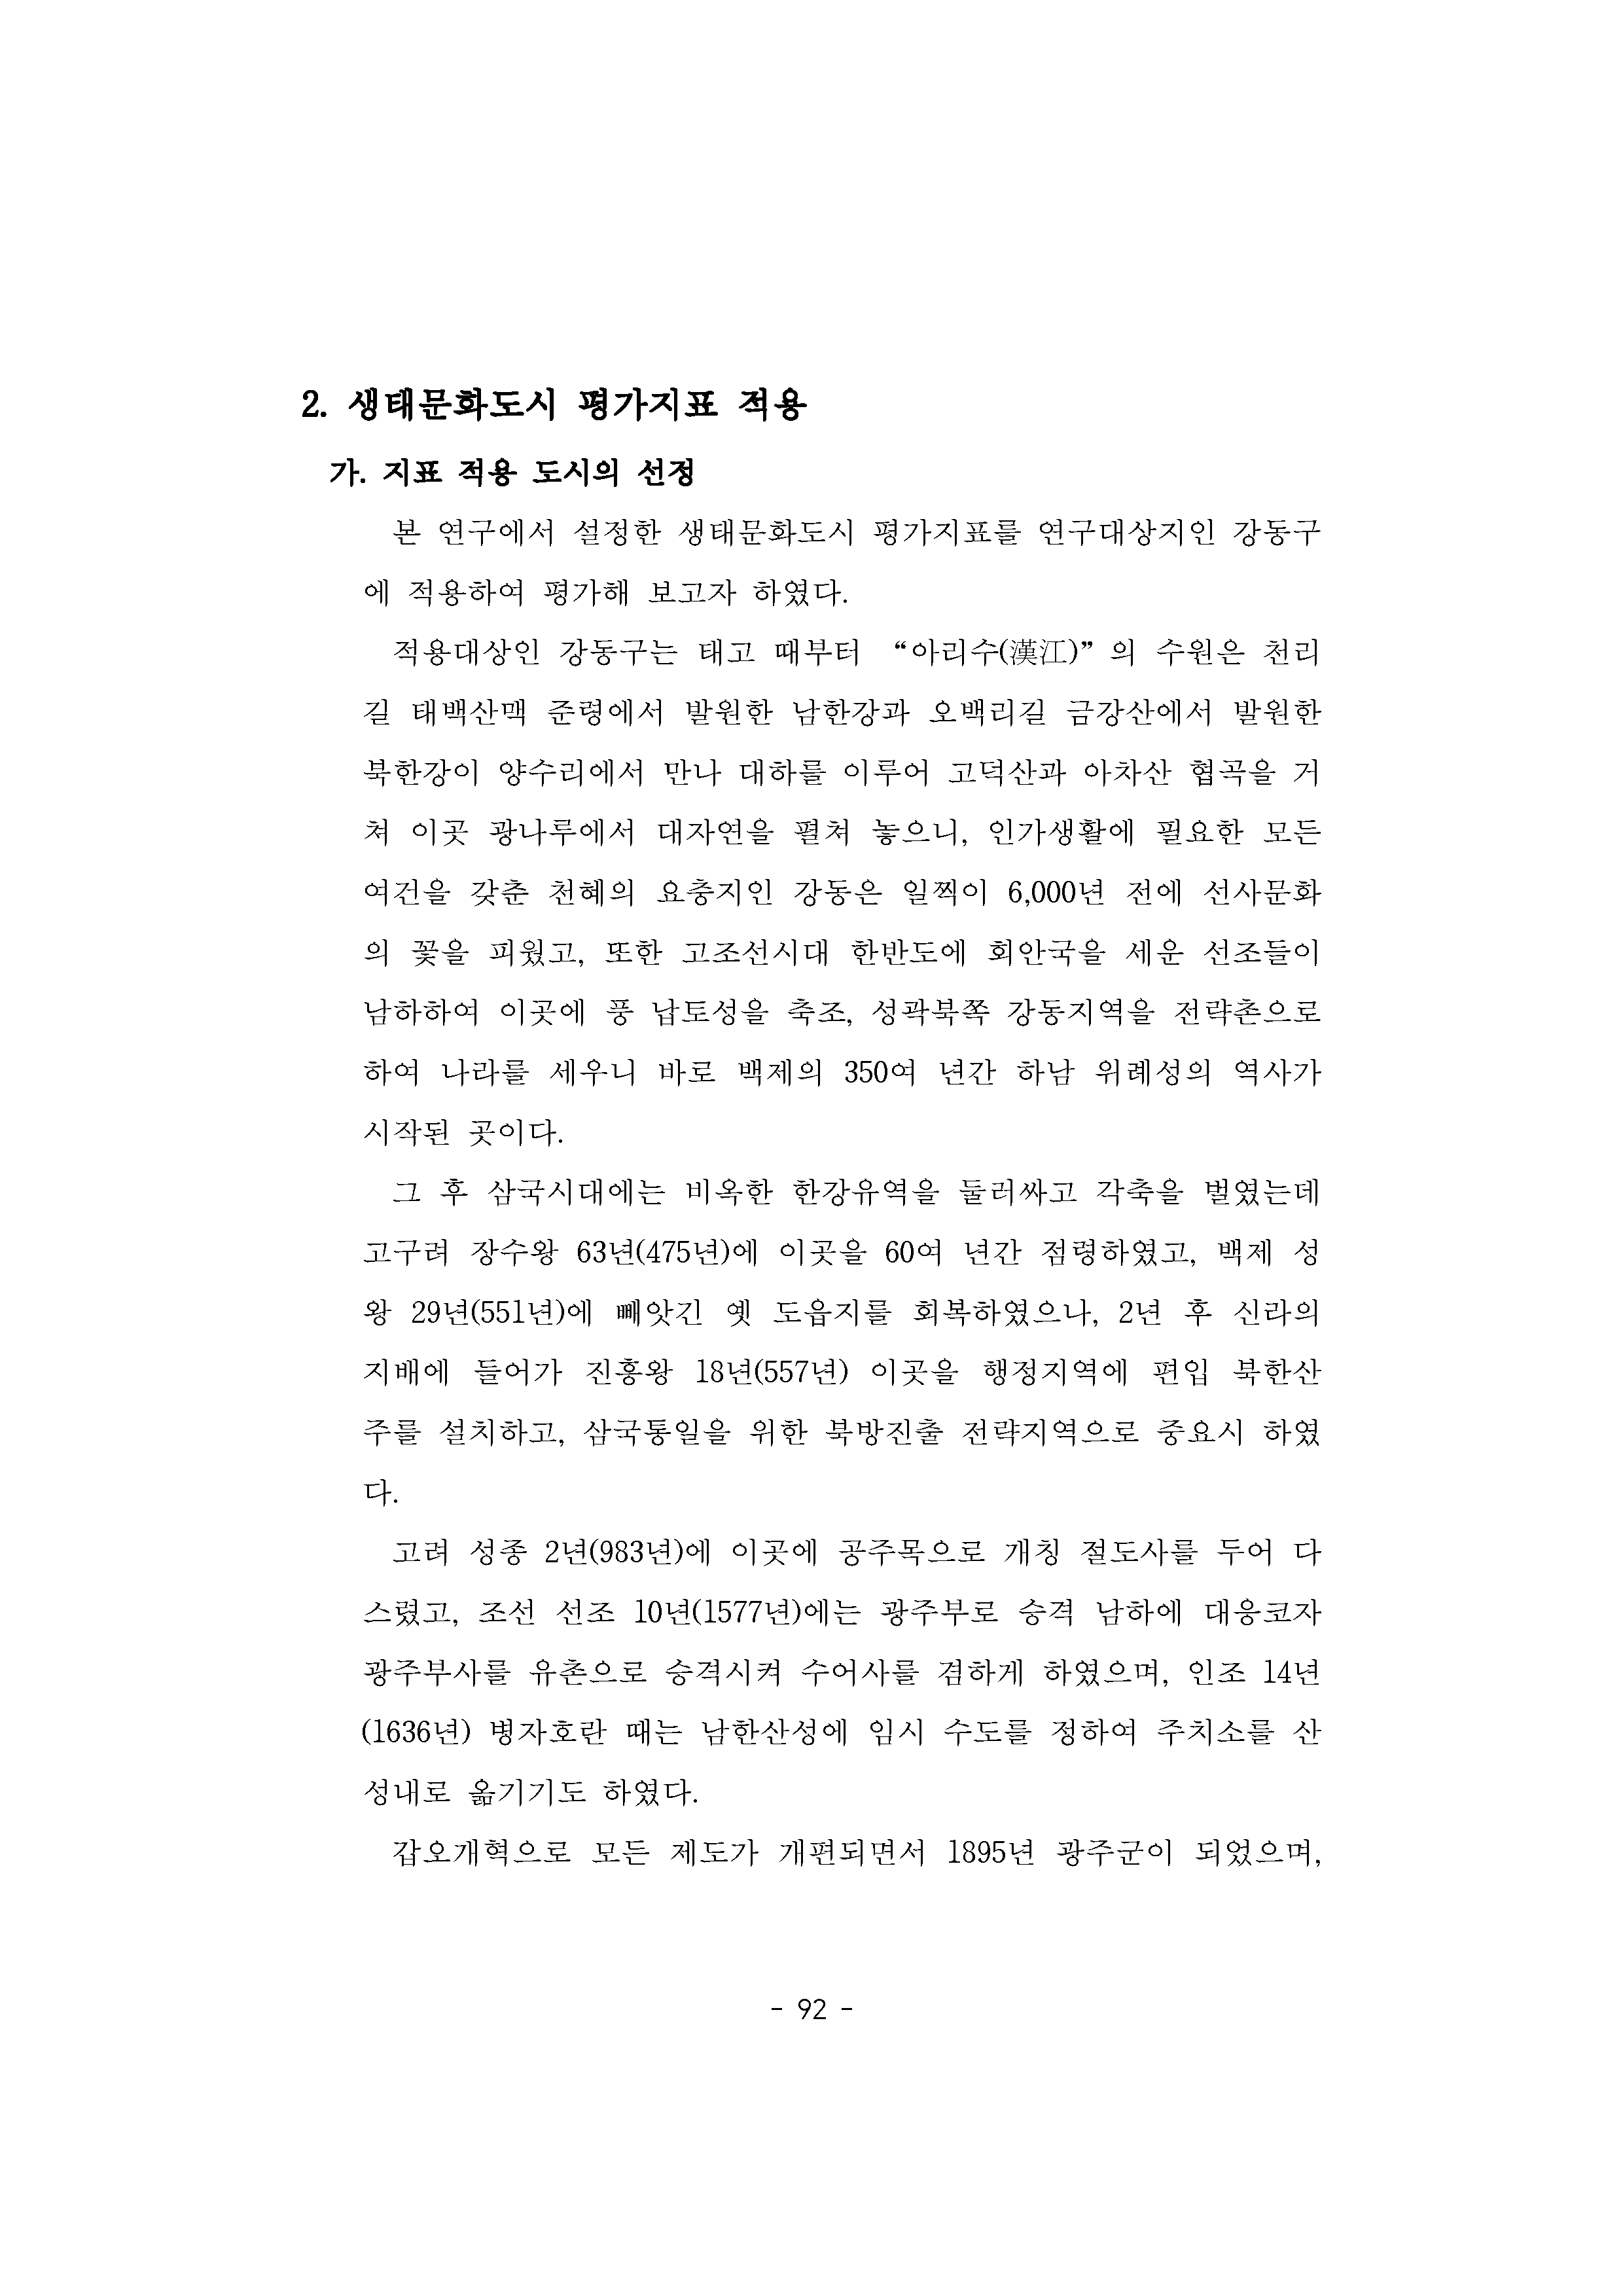 2. 생태문화도시 평가지표 적용
가. 지표 적용 도시의 선정
본 연구에서 설정한 생태문화도시 평가지표를 연구대상지인 강동구
에 적용하여 평가해 보고자 하였다.
적용대상인 강동구는 태고 때부터 “아리수(漢江)”의 수원은 천리
길 태백산맥 준령에서 발원한 남한강과 오백리길 금강산에서 발원한
북한강이 양수리에서 만나 대하를 이루어 고덕산과 아차산 협곡을 거
쳐 이곳 광나루에서 대자연을 펼쳐 놓으니, 인가생활에 필요한 모든
여건을 갖춘 천혜의 요충지인 강동은 일찍이 6,000년 전에 선사문화
의 꽃을 피웠고, 또한 고조선시대 한반도에 회안국을 세운 선조들이
남하하여 이곳에 풍 납토성을 축조, 성곽북쪽 강동지역을 전략촌으로
하여 나라를 세우니 바로 백제의 350여 년간 하남 위례성의 역사가
시작된 곳이다.
그 후 삼국시대에는 비옥한 한강유역을 둘러싸고 각축을 벌였는데
고구려 장수왕 63년(475년)에 이곳을 60여 년간 점령하였고, 백제 성
왕 29년(551년)에 빼앗긴 옛 도읍지를 회복하였으나, 2년 후 신라의
지배에 들어가 진흥왕 18년(557년) 이곳을 행정지역에 편입 북한산
주를 설치하고, 삼국통일을 위한 북방진출 전략지역으로 중요시 하였
다.
고려 성종 2년(983년)에 이곳에 공주목으로 개칭 절도사를 두어 다
스렸고, 조선 선조 10년(1577년)에는 광주부로 승격 남하에 대응코자
광주부사를 유촌으로 승격시켜 수어사를 겸하게 하였으며, 인조 14년
(1636년) 병자호란 때는 남한산성에 임시 수도를 정하여 주치소를 산
성내로 옮기기도 하였다.
갑오개혁으로 모든 제도가 개편되면서 1895년 광주군이 되었으며,
- 92 -